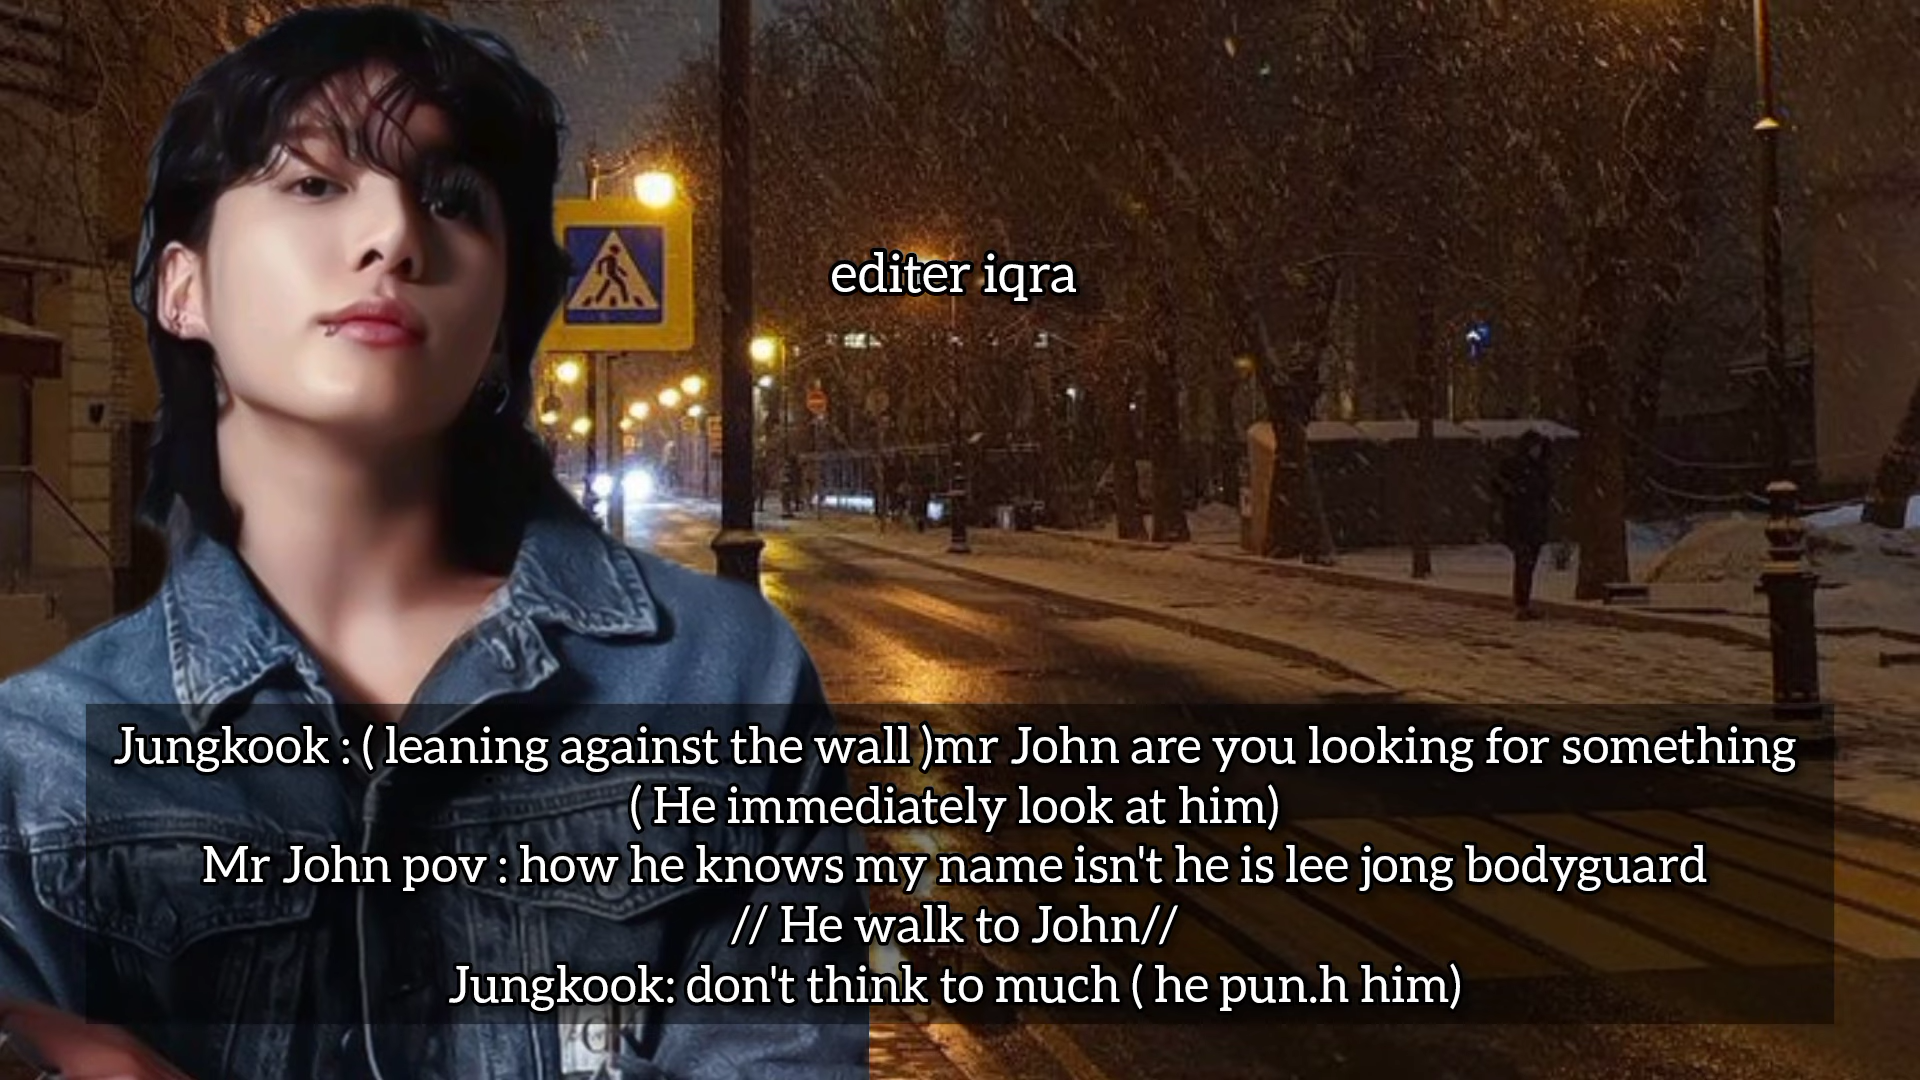 editer iqra
Jungkook : ( leaning against the wall )mr John are you looking for something
( He immediately look at him)
Mr John pov : how he knows my name isn't he is lee jong bodyguard
// He walk to John//
Jungkook: don't think to much ( he pun.h him)
CK